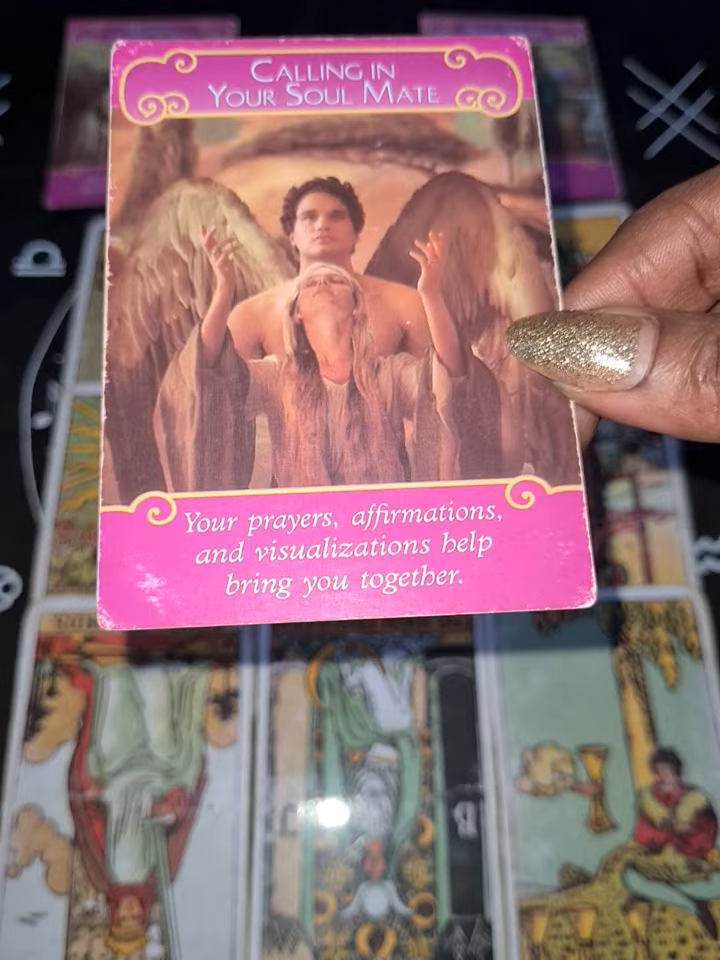 CALLING IN
YOUR SOUL MATE
Your prayers, affirmations,
and visualizations help
bring you together.
B